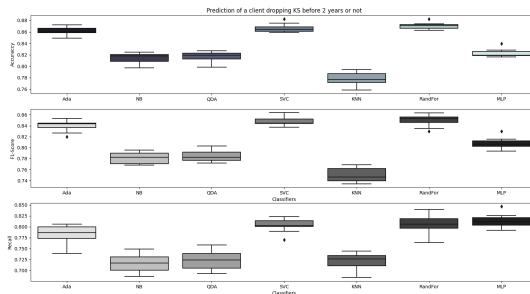 Prediction of a client dropping KS before 2 years or not
Accuraczy
0.88
0.86
0.84
0.82
0.80
0.78
0.76
Ada NB QDA SVC KNN RandFor MLP
F1-Score
0.86
0.84
0.82
0.80
0.78
0.76
0.74
Ada NB QDA SVC KNN RandFor MLP
Classifiers
Recall
0.850
0.825
0.800
0.775
0.750
0.725
0.700
Ada NB QDA SVC KNN RandFor MLP
Classifiers